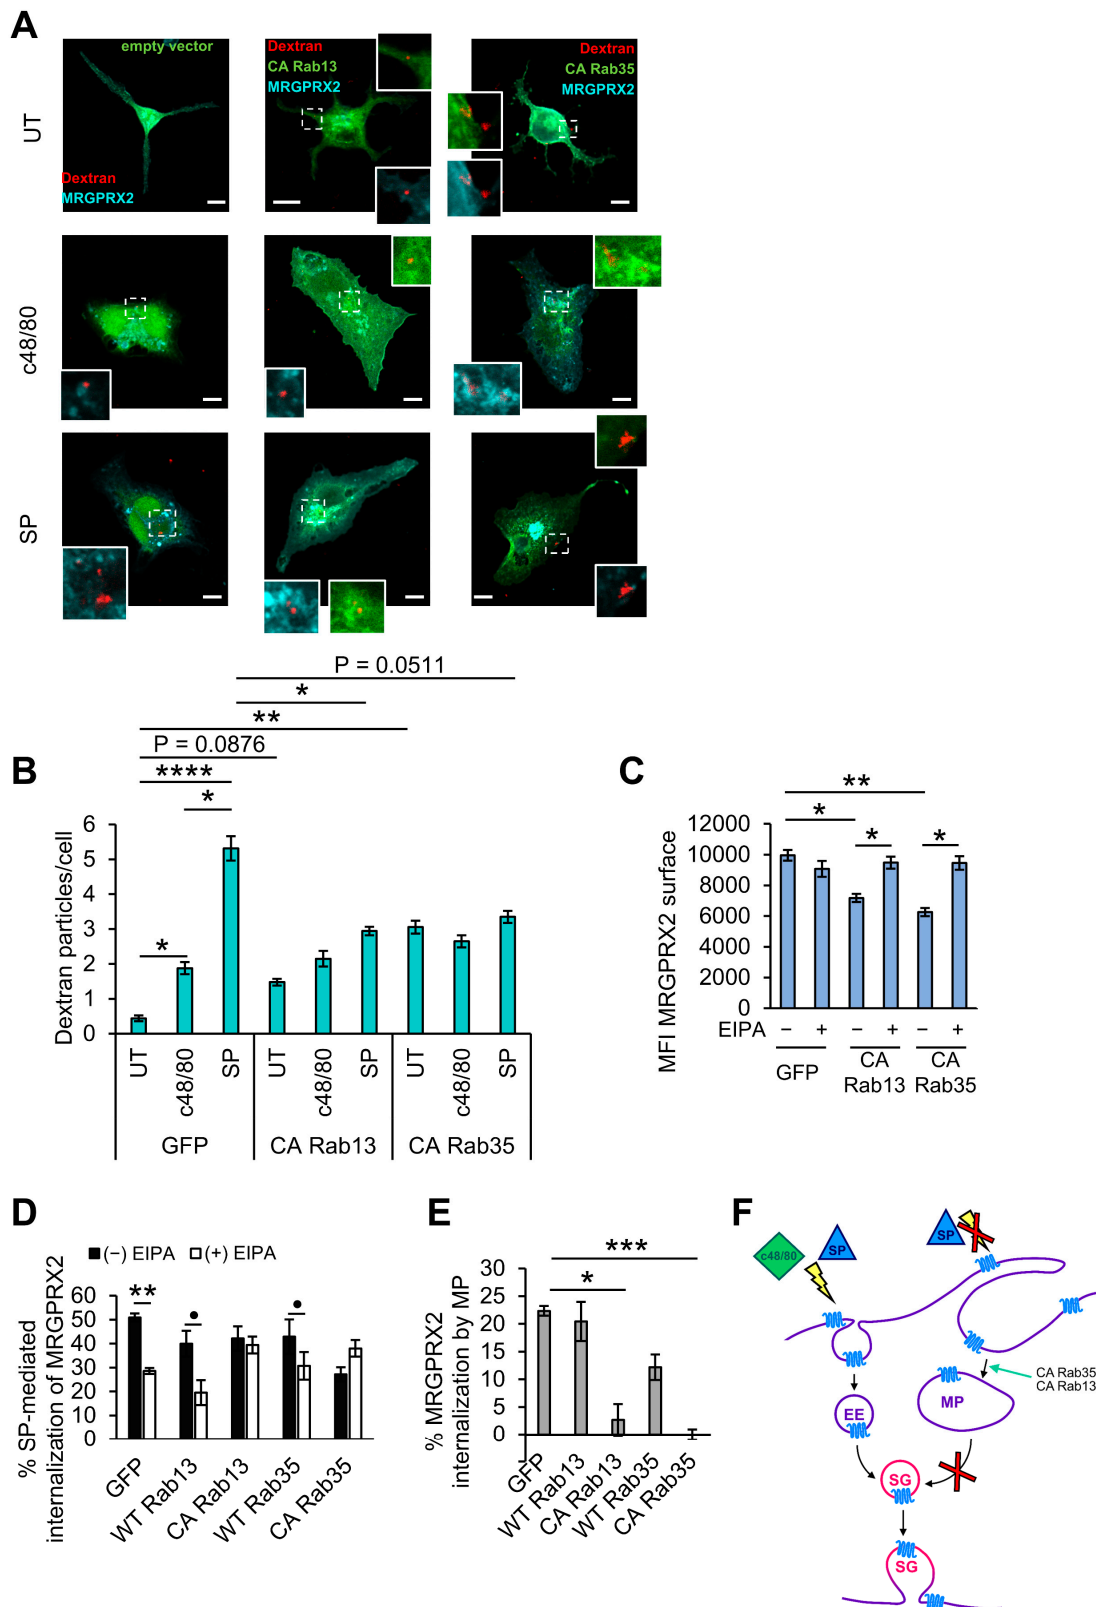 A
empty vector
Dextran
MRGPRX2
Dextran
CA Rab13
MRGPRX2
Dextran
CA Rab35
MRGPRX2
UT
c48/80
SP
B
P = 0.0511
*
**
P = 0.0876
****
*
*
Dextran particles/cell
6
5
4
3
2
1
0
UT
c48/80
SP
UT
c48/80
SP
UT
c48/80
SP
GFP
CA Rab13
CA Rab35
C
**
*
*
*
MFI MRGPRX2 surface
12000
10000
8000
6000
4000
2000
0
EIPA
− + − + − +
GFP
CA
Rab13
CA
Rab35
D
(−) EIPA
(+) EIPA
**
•
•
% SP-mediated
internalization of MRGPRX2
60
50
40
30
20
10
0
GFP
WT Rab13
CA Rab13
WT Rab35
CA Rab35
E
***
*
% MRGPRX2
internalization by MP
30
25
20
15
10
5
0
GFP
WT Rab13
CA Rab13
WT Rab35
CA Rab35
F
c48/80
SP
SP
CA Rab35
CA Rab13
EE
MP
SG
SG